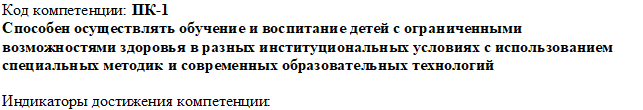 Код компетенции: ПК-1
Способен осуществлять обучение и воспитание детей с ограниченными
возможностями здоровья в разных институциональных условиях с использованием
специальных методик и современных образовательных технологий
Индикаторы достижения компетенции: